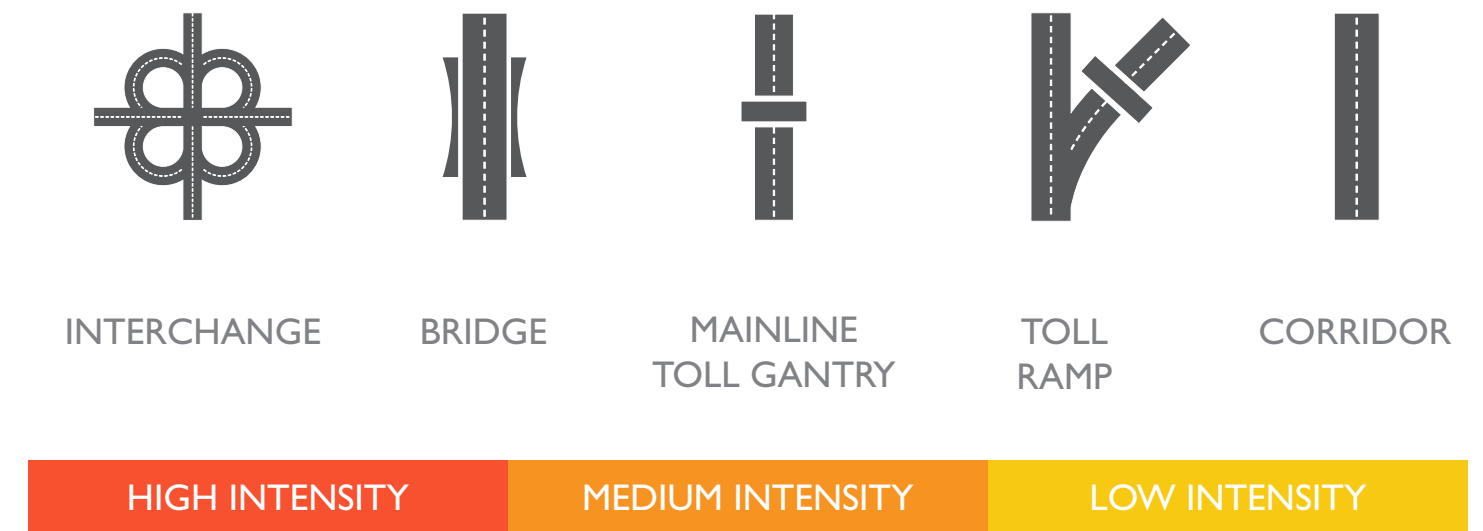 INTERCHANGE
BRIDGE
MAINLINE
TOLL GANTRY
TOLL
RAMP
CORRIDOR
HIGH INTENSITY
MEDIUM INTENSITY
LOW INTENSITY